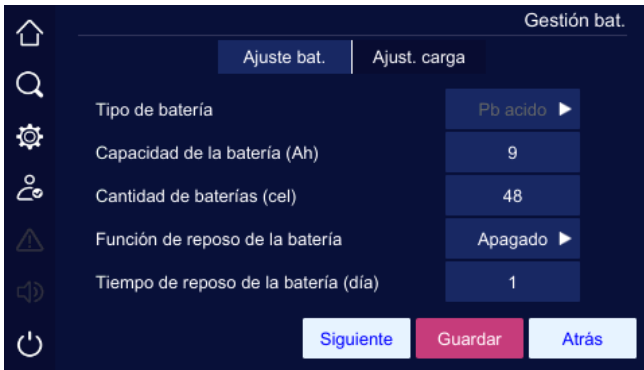 Gestión bat.
Ajuste bat. Ajust. carga
Tipo de batería Pb acido
Capacidad de la batería (Ah) 9
Cantidad de baterías (cel) 48
Función de reposo de la batería Apagado
Tiempo de reposo de la batería (día) 1
Siguiente Guardar Atrás